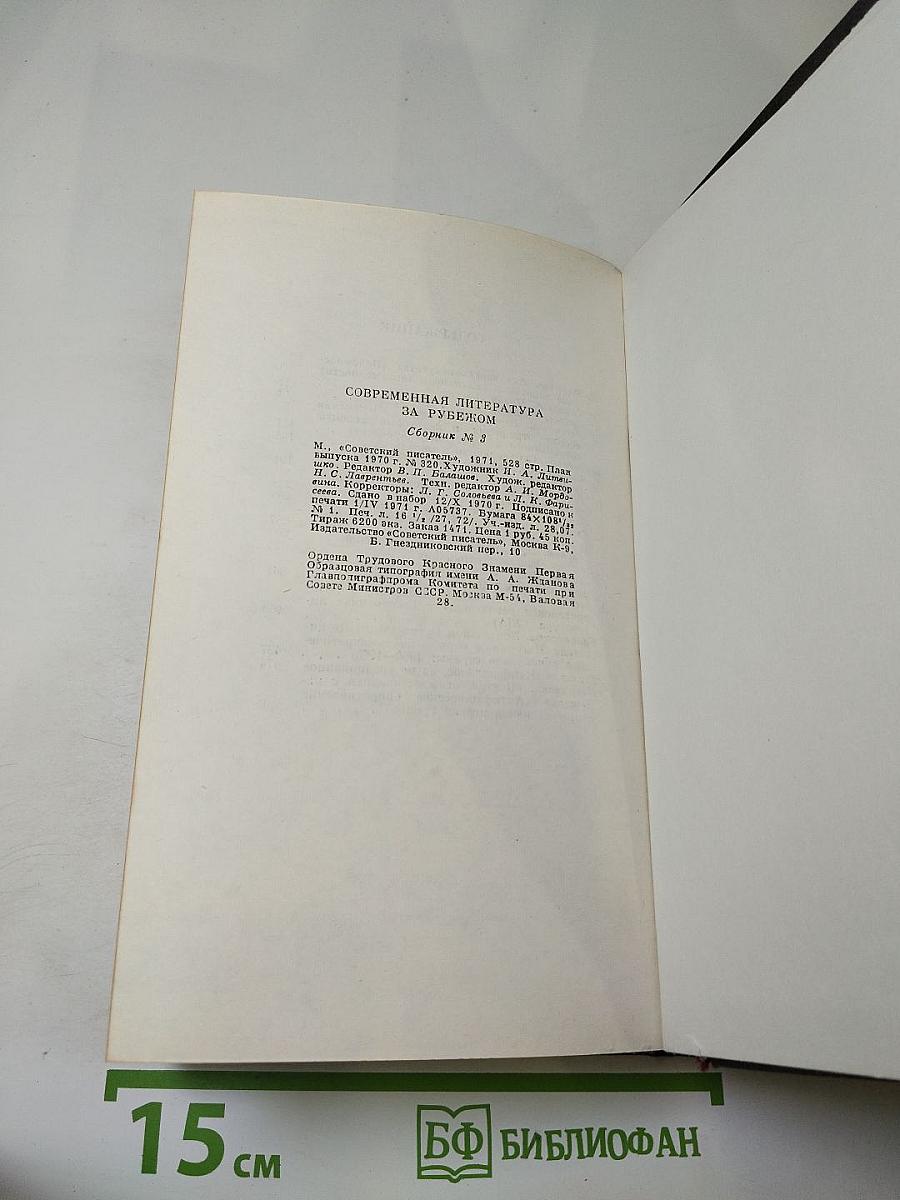 СОВРЕМЕННАЯ ЛИТЕРАТУРА
ЗА РУБЕЖОМ
Сборник № 3
М., «Советский писатель», 1971, 528 стр. План
выпуска 1970 г. № 320. Художник Н. А. Литви-
шко. Редактор В. П. Балашов. Худож. редактор
Н. С. Лаврентьев. Техн. редактор А. И. Мордо-
вина. Корректоры: Л. Г. Соловьева и Л. К. Фари-
сеева. Сдано в набор 12/X 1970 г. Подписано к
печати 1/IV 1971 г. А05737. Бумага 84×108¹/₃₂
№ 1. Печ. л. 16 ¹/₂ /27, 72/. Уч.-изд. л. 28,07.
Тираж 6200 экз. Заказ 1471. Цена 1 руб. 45 коп.
Издательство «Советский писатель», Москва К-9,
Б. Гнездниковский пер., 10
Ордена Трудового Красного Знамени Первая
Образцовая типография имени А. А. Жданова
Главполиграфпрома Комитета по печати при
Совете Министров СССР. Москва М-54, Валовая
28.
15 см
БФ БИБЛИОФАН